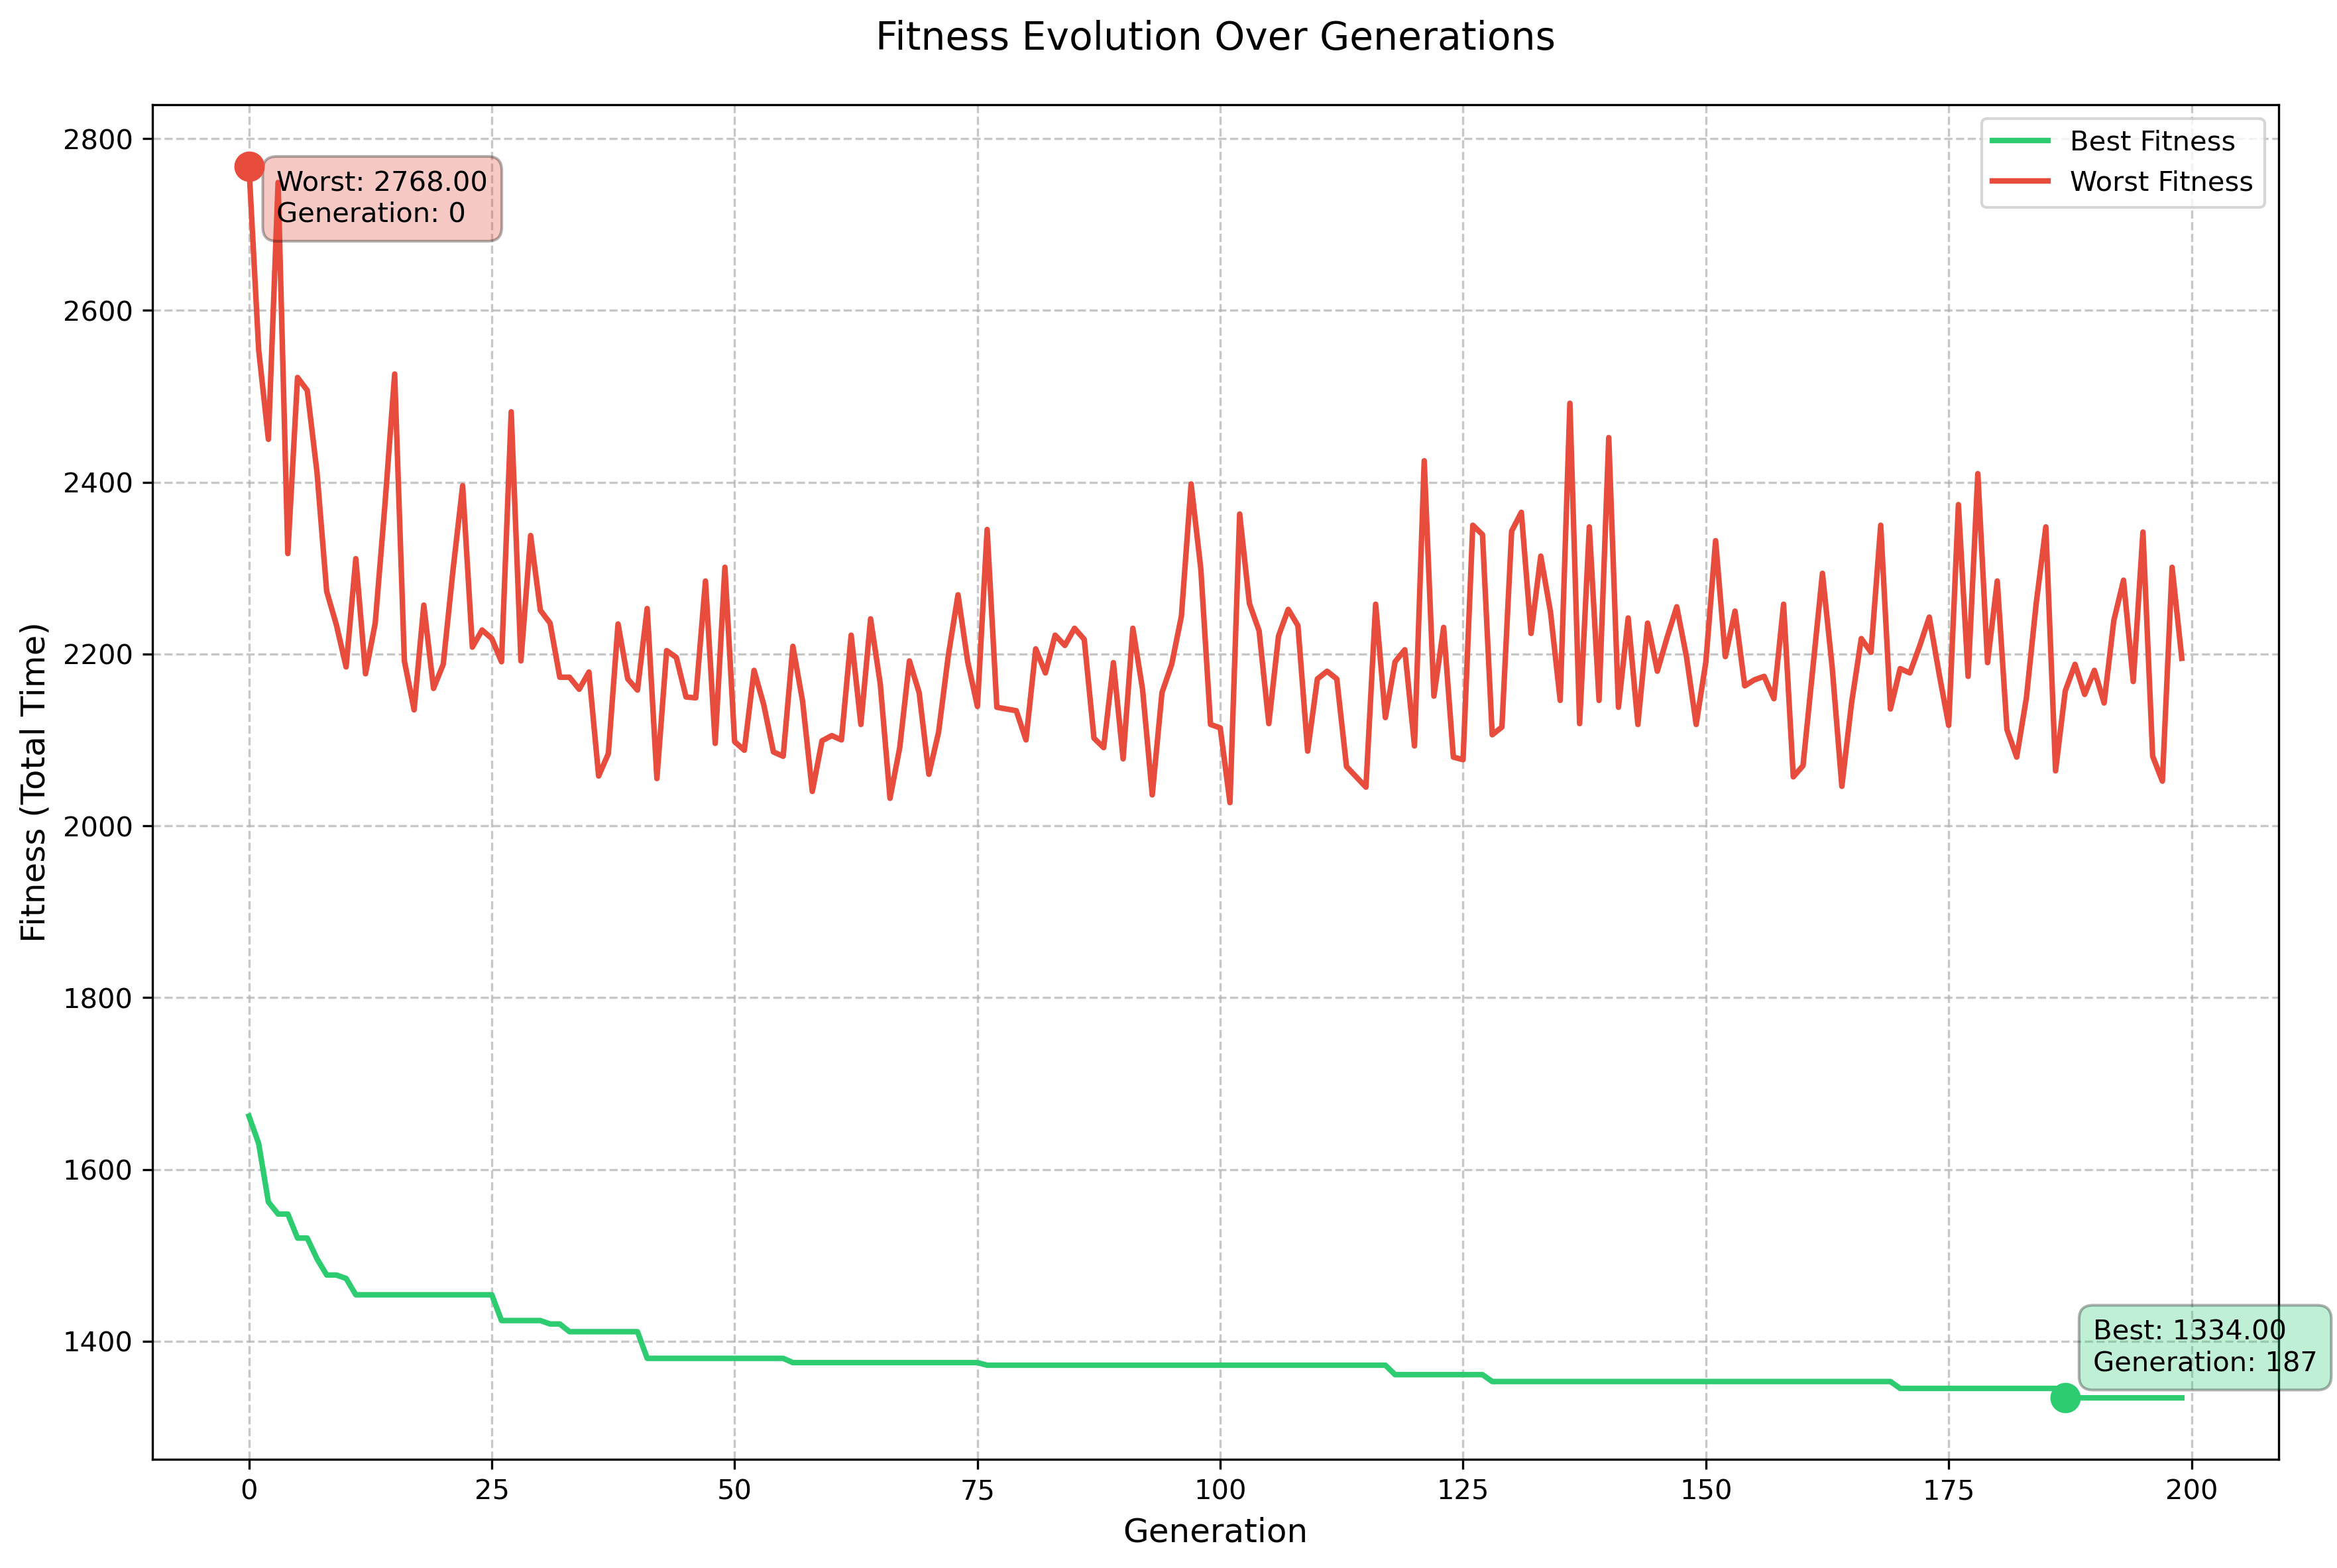 Fitness Evolution Over Generations
2800
2600
2400
2200
2000
1800
1600
1400
Fitness (Total Time)
Worst: 2768.00
Generation: 0
Best Fitness
Worst Fitness
Best: 1334.00
Generation: 187
0 25 50 75 100 125 150 175 200
Generation